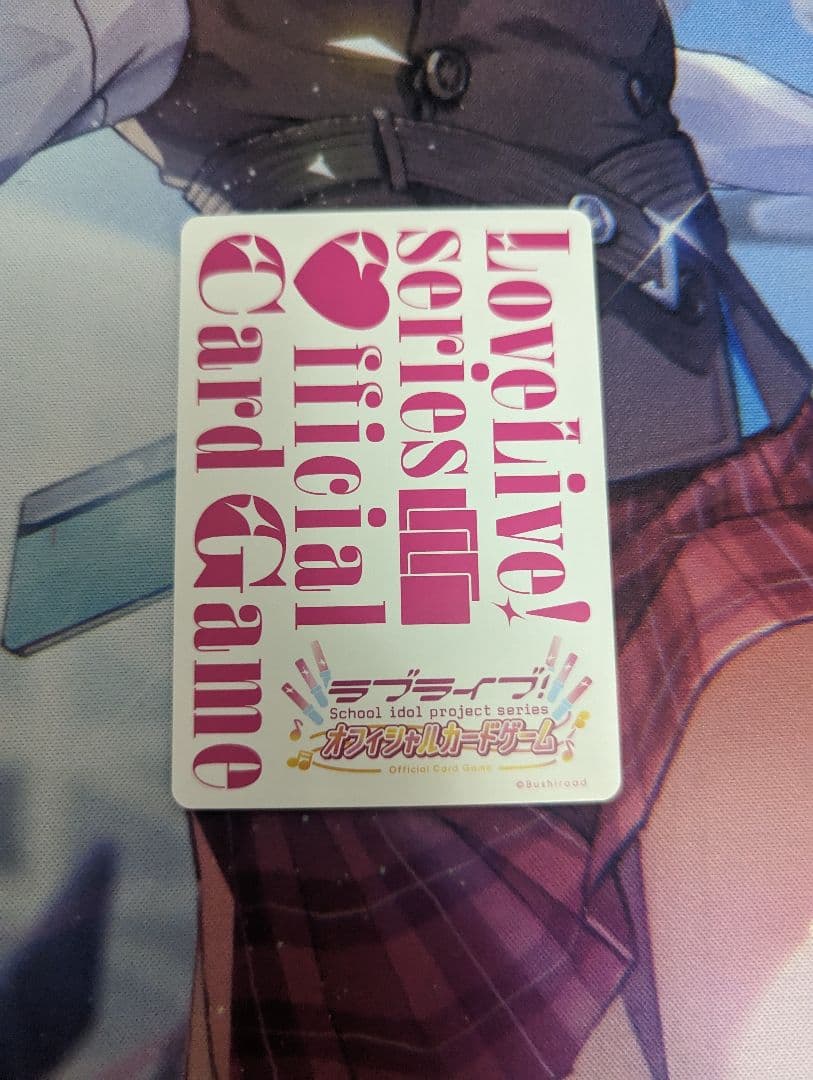 LoveLive!
series
♥fficial
Card Game
ラブライブ!
School idol project series
オフィシャルカードゲーム
Official Card Game
©Bushiroad